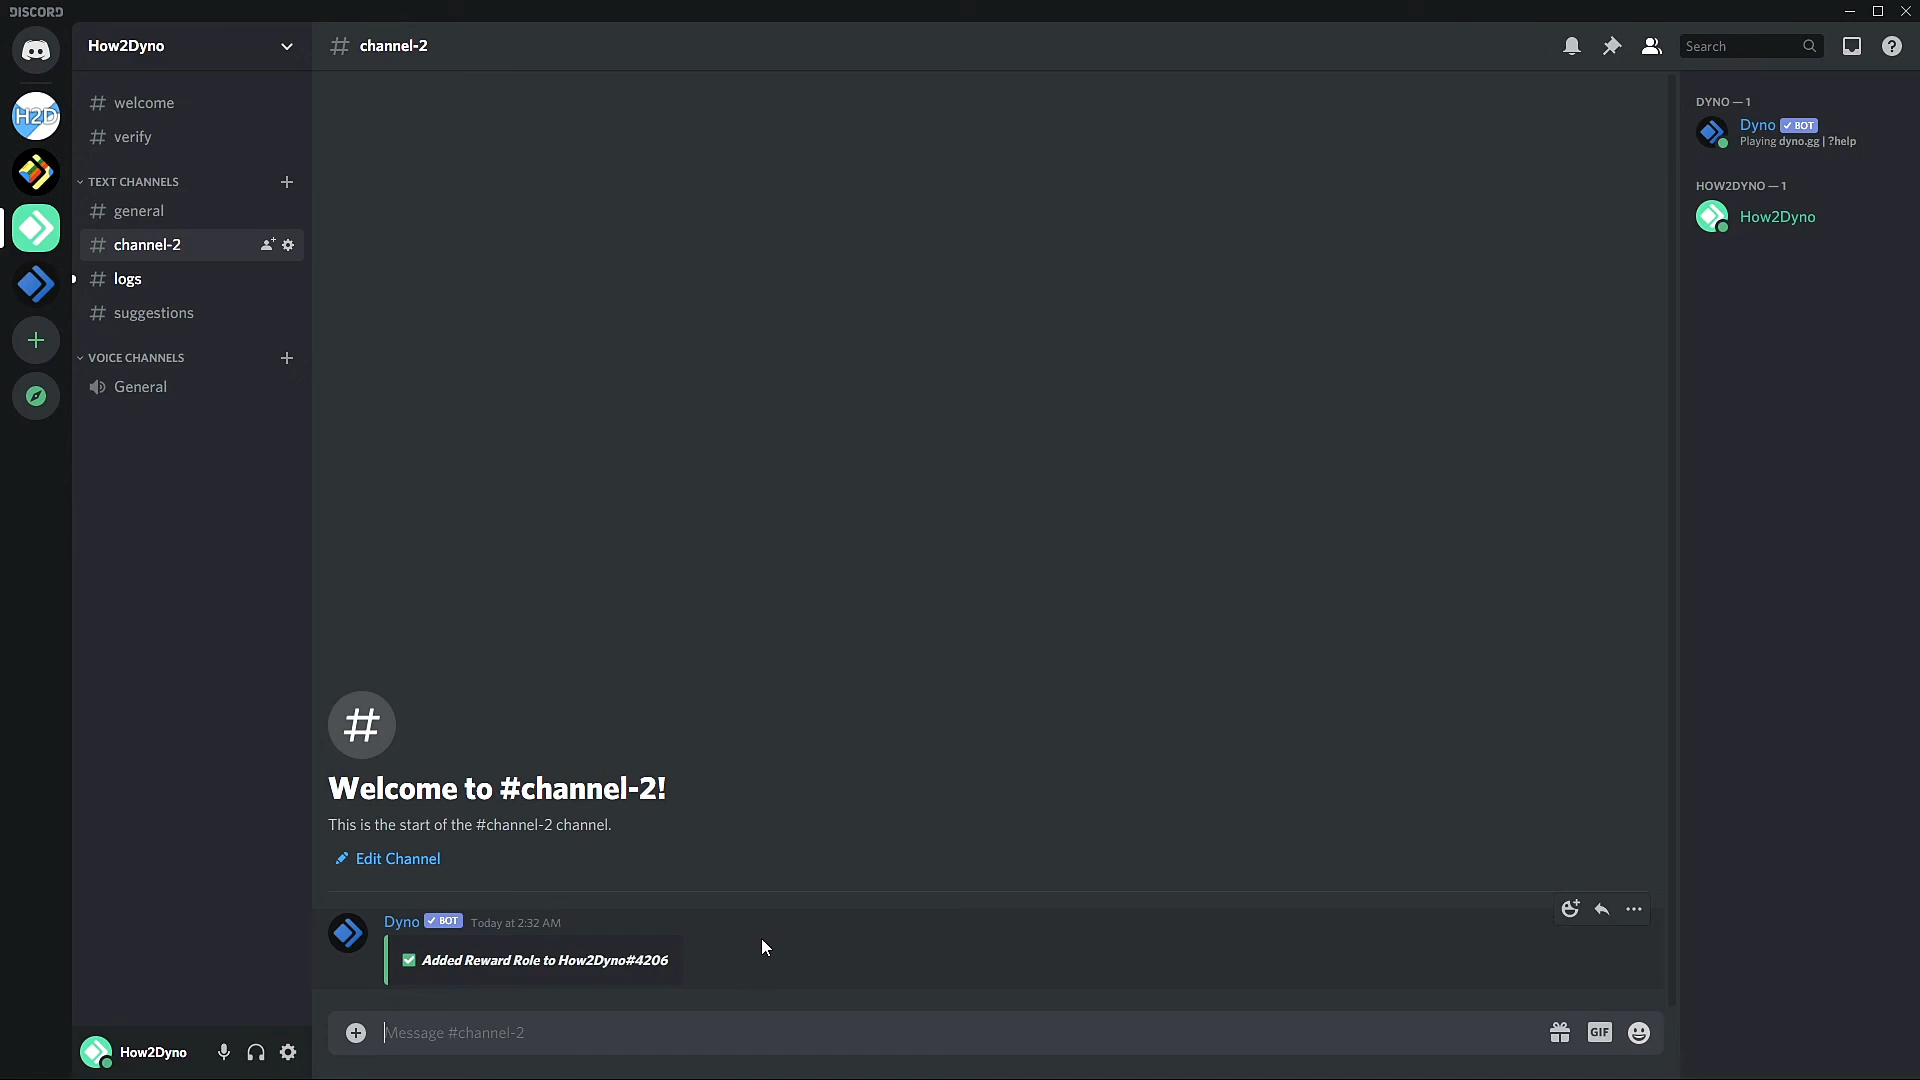 DISCORD
How2Dyno
channel-2
Search
H2D
welcome
verify
TEXT CHANNELS
general
channel-2
logs
suggestions
VOICE CHANNELS
General
Welcome to #channel-2!
This is the start of the #channel-2 channel.
Edit Channel
Dyno BOT Today at 2:32 AM
Added Reward Role to How2Dyno#4206
Message #channel-2
GIF
How2Dyno
DYNO — 1
Dyno BOT
Playing dyno.gg | ?help
HOW2DYNO — 1
How2Dyno